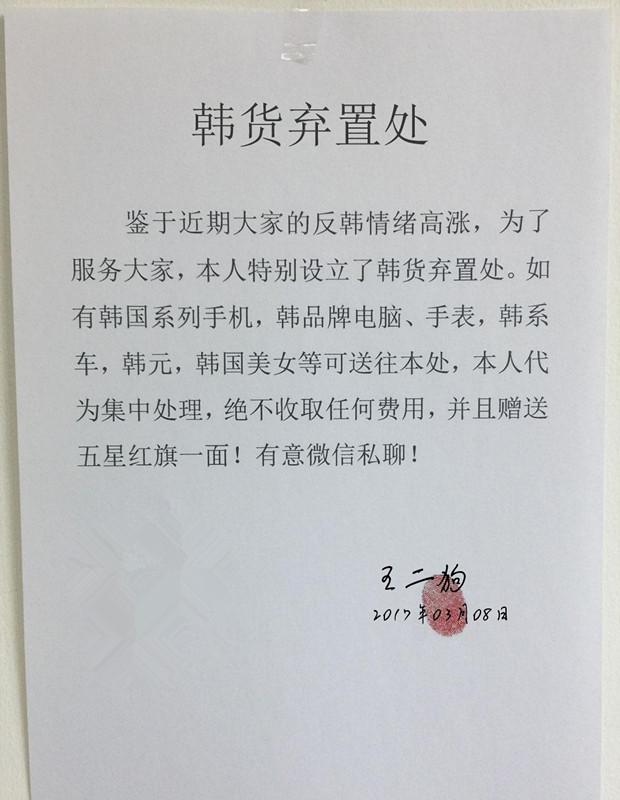 韩货弃置处
鉴于近期大家的反韩情绪高涨，为了
服务大家，本人特别设立了韩货弃置处。如
有韩国系列手机，韩品牌电脑、手表，韩系
车，韩元，韩国美女等可送往本处，本人代
为集中处理，绝不收取任何费用，并且赠送
五星红旗一面！有意微信私聊！
王二狗
2017年03月08日